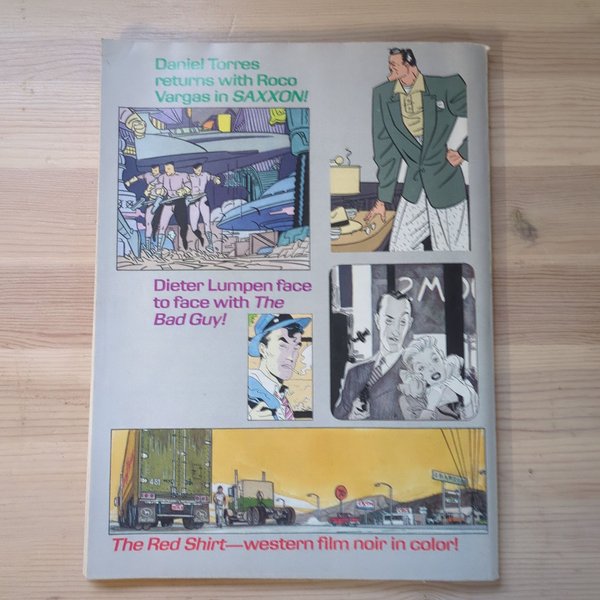 Daniel Torres
returns with Roco
Vargas in SAXXON!
Dieter Lumpen face
to face with The
Bad Guy!
481
The Red Shirt—western film noir in color!